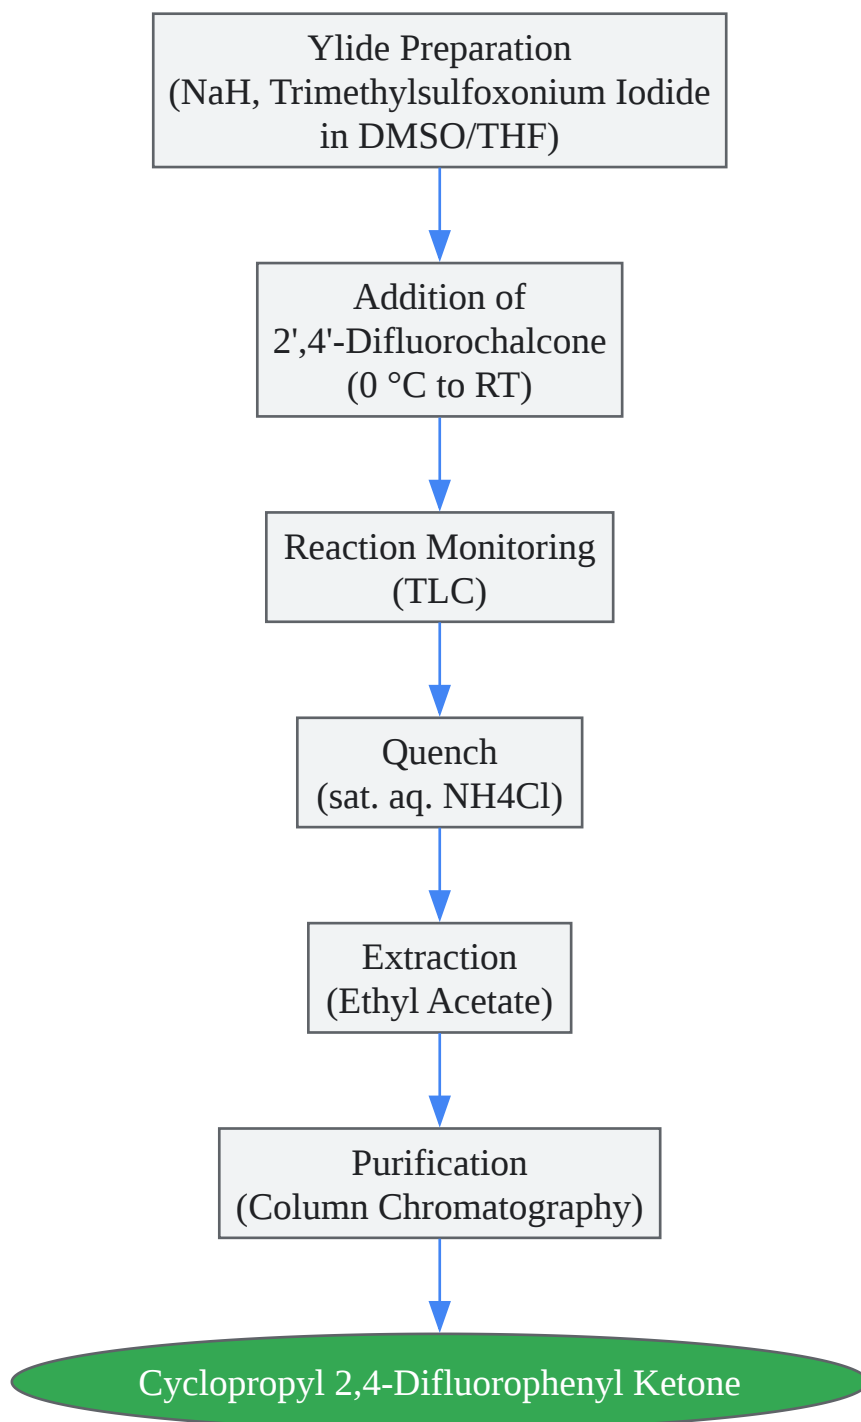 Ylide Preparation
(NaH, Trimethylsulfoxonium Iodide
in DMSO/THF)
Addition of
2',4'-Difluorochalcone
(0 °C to RT)
Reaction Monitoring
(TLC)
Quench
(sat. aq. NH4Cl)
Extraction
(Ethyl Acetate)
Purification
(Column Chromatography)
Cyclopropyl 2,4-Difluorophenyl Ketone